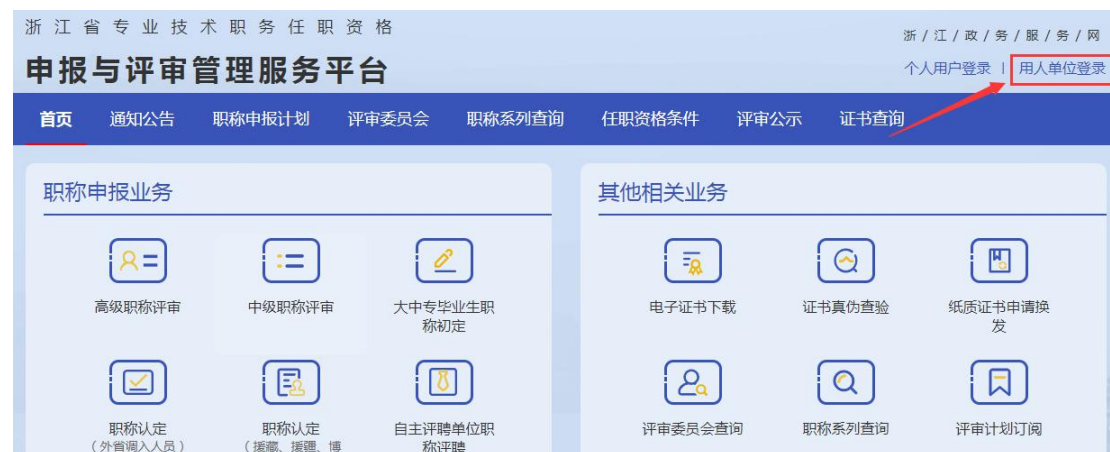 浙江省专业技术职务任职资格
浙/江/政/务/服/务/网
申报与评审管理服务平台
个人用户登录 | 用人单位登录
首页 通知公告 职称申报计划 评审委员会 职称系列查询 任职资格条件 评审公示 证书查询
职称申报业务
高级职称评审
中级职称评审
大中专毕业生职
称初定
职称认定
(外省调入人员)
职称认定
(援藏、援疆、博
自主评聘单位职
称评聘
其他相关业务
电子证书下载
证书真伪查验
纸质证书申请换
发
评审委员会查询
职称系列查询
评审计划订阅